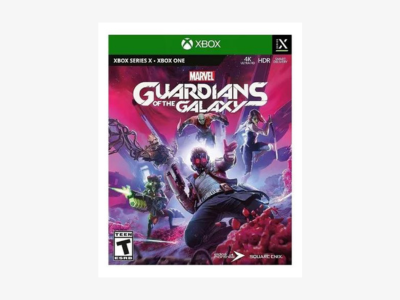 XBOX
XBOX SERIES X • XBOX ONE
4K
HDR
MARVEL
GUARDIANS
OF THE
GALAXY
TEEN
T
ESRB
SQUARE ENIX